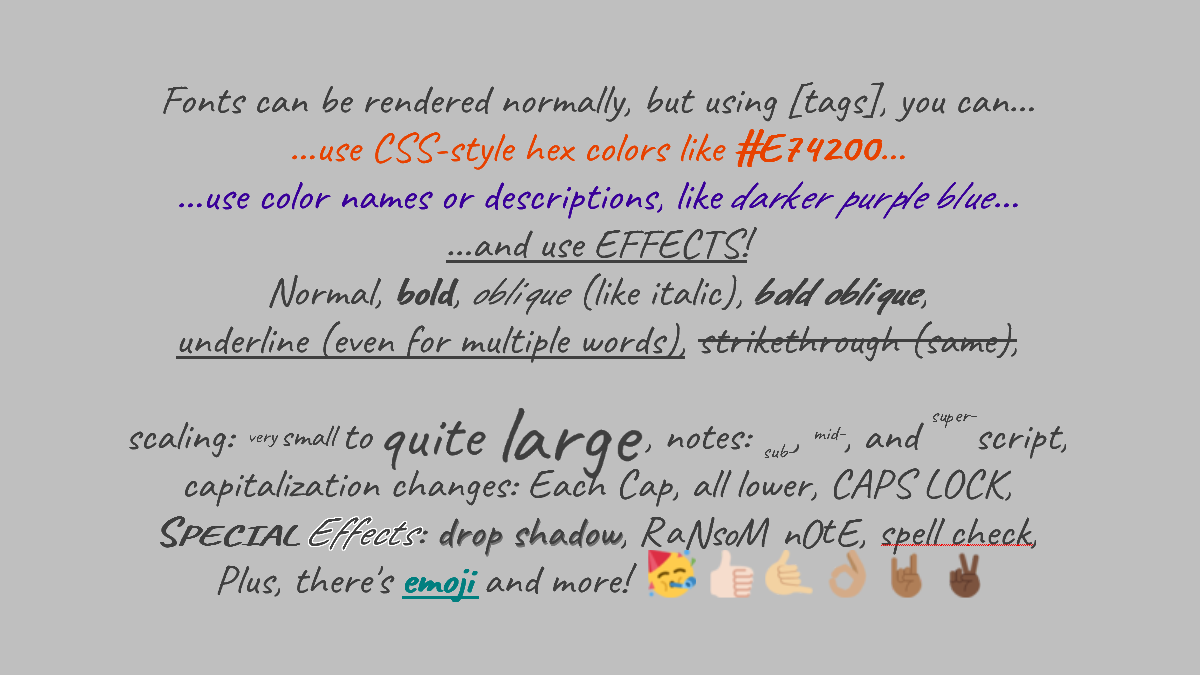 Fonts can be rendered normally, but using [tags], you can...
...use CSS-style hex colors like #E74200...
...use color names or descriptions, like darker purple blue...
...and use EFFECTS!
Normal, bold, oblique (like italic), bold oblique,
underline (even for multiple words), strikethrough (same),
scaling: very small to quite large, notes: sub-, mid-, and super- script,
capitalization changes: Each Cap, all lower, CAPS LOCK,
SPECIAL Effects: drop shadow, RaNsoM nOtE, spell check,
Plus, there's emoji and more! 🥳👍🏻🤙🏼👌🏽🤘🏾✌🏿